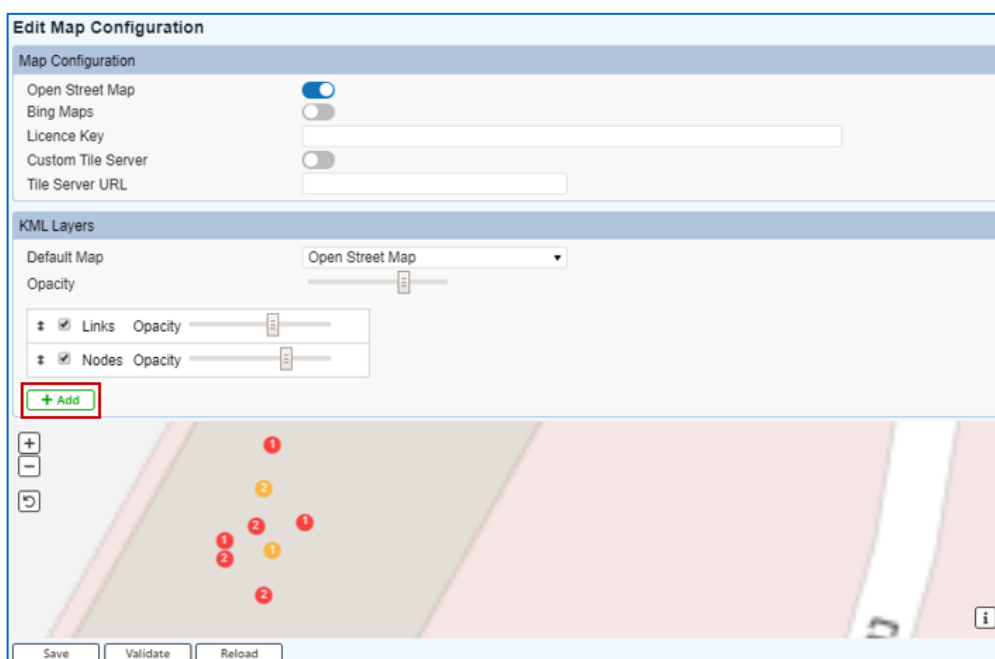 Edit Map Configuration
Map Configuration
Open Street Map
Bing Maps
Licence Key
Custom Tile Server
Tile Server URL
KML Layers
Default Map Open Street Map
Opacity
Links Opacity
Nodes Opacity
+ Add
+
−
1
2
2 1
1 1
2
2
i
Save Validate Reload